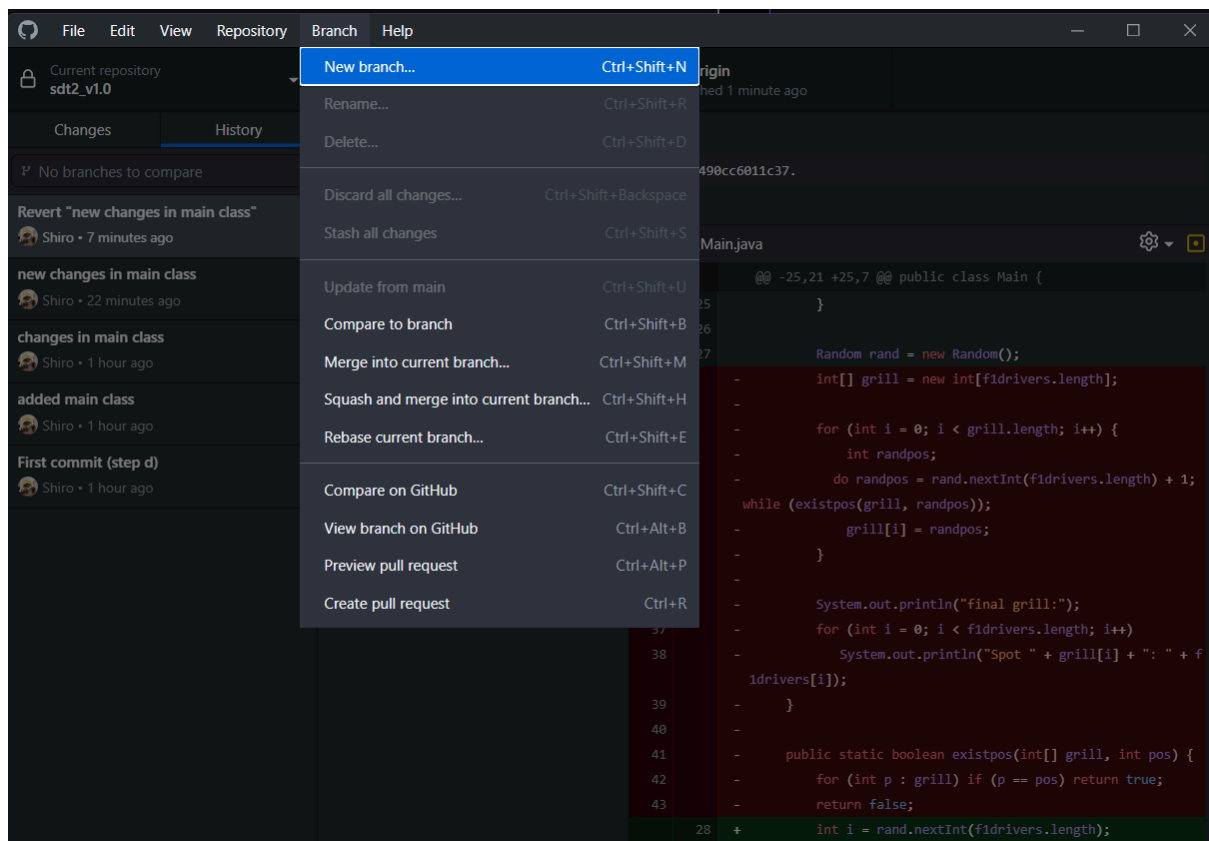 File Edit View Repository Branch Help
Current repository
sdt2_v1.0
Changes History
No branches to compare
Revert "new changes in main class"
Shiro • 7 minutes ago
new changes in main class
Shiro • 22 minutes ago
changes in main class
Shiro • 1 hour ago
added main class
Shiro • 1 hour ago
First commit (step d)
Shiro • 1 hour ago
New branch... Ctrl+Shift+N
Rename... Ctrl+Shift+R
Delete... Ctrl+Shift+D
Discard all changes... Ctrl+Shift+Backspace
Stash all changes Ctrl+Shift+S
Update from main Ctrl+Shift+U
Compare to branch Ctrl+Shift+B
Merge into current branch... Ctrl+Shift+M
Squash and merge into current branch... Ctrl+Shift+H
Rebase current branch... Ctrl+Shift+E
Compare on GitHub Ctrl+Shift+C
View branch on GitHub Ctrl+Alt+B
Preview pull request Ctrl+Alt+P
Create pull request Ctrl+R
rigin
hed 1 minute ago
490cc6011c37.
Main.java
@@ -25,21 +25,7 @@ public class Main {
25 }
26
27 Random rand = new Random();
- int[] grill = new int[f1drivers.length];
-
- for (int i = 0; i < grill.length; i++) {
- int randpos;
- do randpos = rand.nextInt(f1drivers.length) + 1;
while (existpos(grill, randpos));
- grill[i] = randpos;
- }
-
- System.out.println("final grill:");
37 - for (int i = 0; i < f1drivers.length; i++)
38 - System.out.println("Spot " + grill[i] + ": " + f
1drivers[i]);
39 - }
40 -
41 - public static boolean existpos(int[] grill, int pos) {
42 - for (int p : grill) if (p == pos) return true;
43 - return false;
28 + int i = rand.nextInt(f1drivers.length);